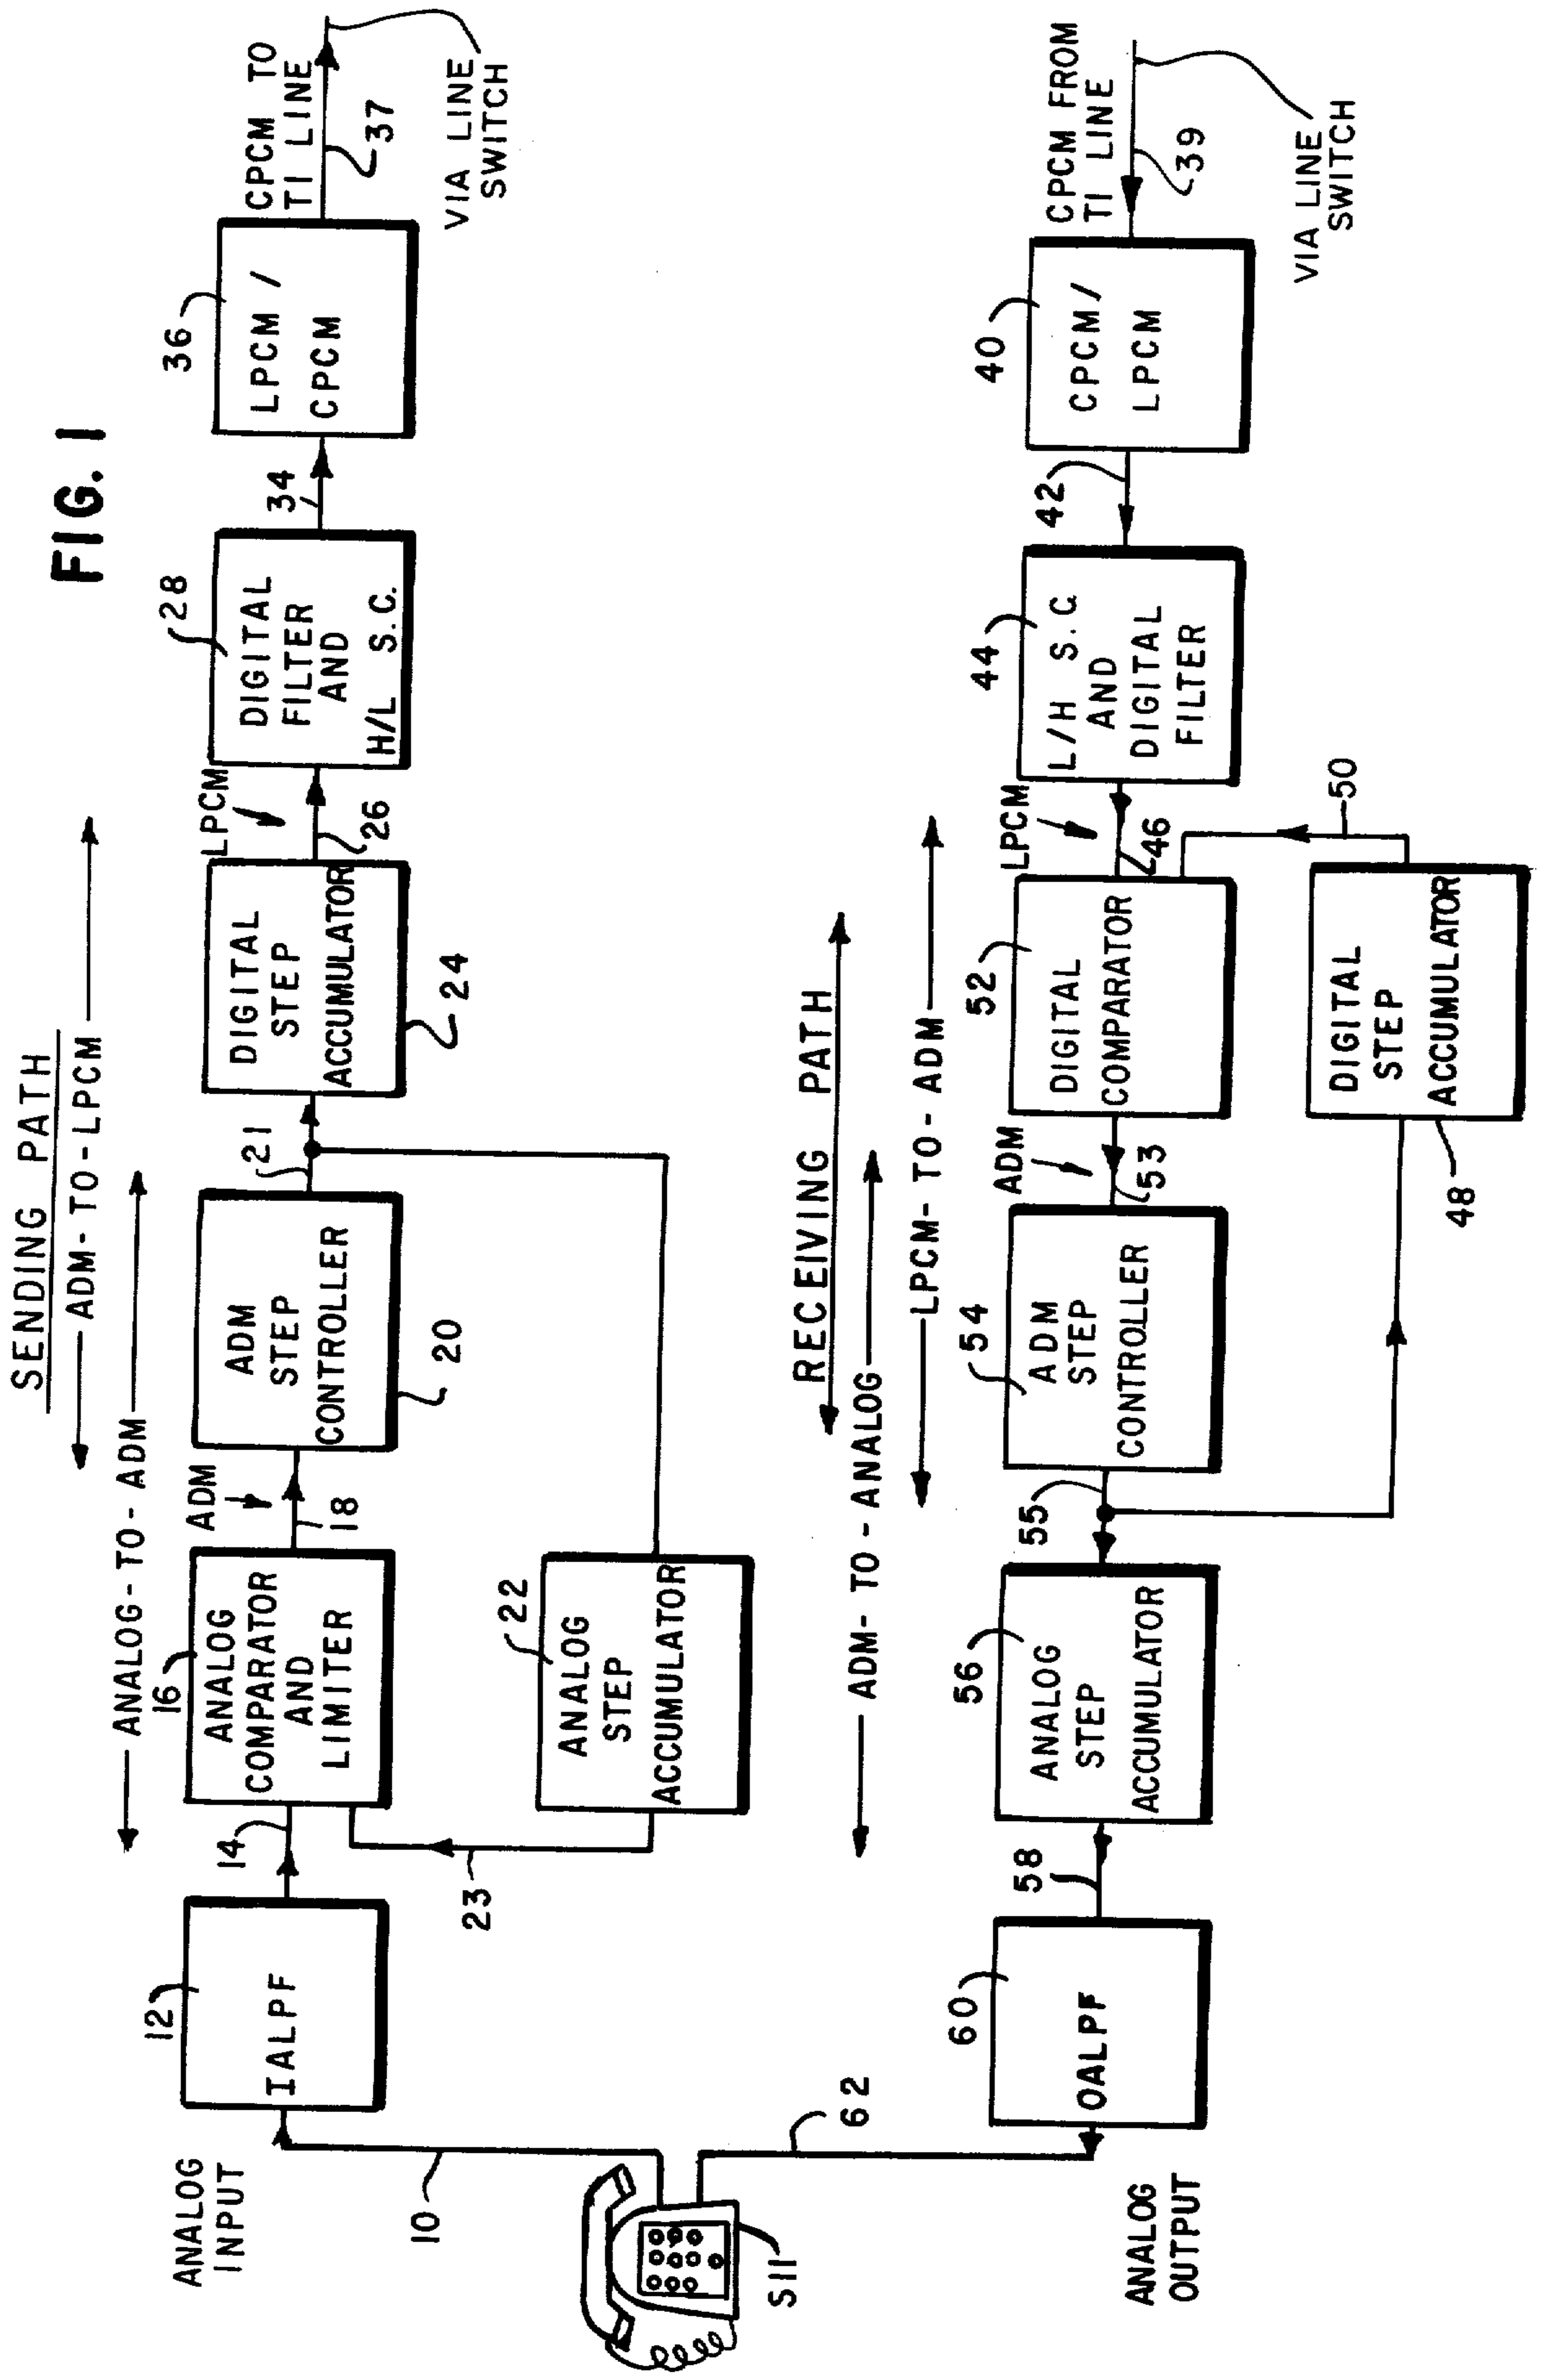 FIG. 1
SENDING PATH
ADM-TO-LPCM
ANALOG-TO-ADM
ANALOG
INPUT
10
S11
12
IALPF
14
16
ANALOG
COMPARATOR
AND
LIMITER
ADM
18
ADM
STEP
CONTROLLER
20
21
22
ANALOG
STEP
ACCUMULATOR
23
DIGITAL
STEP
ACCUMULATOR
24
LPCM
26
28
DIGITAL
FILTER
AND
H/L S.C.
34
36
LPCM /
CPCM
CPCM TO
T1 LINE
37
VIA LINE
SWITCH
RECEIVING PATH
ADM-TO-ANALOG
LPCM-TO-ADM
ANALOG
OUTPUT
62
60
OALPF
58
56
ANALOG
STEP
ACCUMULATOR
55
54
ADM
STEP
CONTROLLER
ADM
53
52
DIGITAL
COMPARATOR
48
DIGITAL
STEP
ACCUMULATOR
50
LPCM
46
44
L/H S.C
AND
DIGITAL
FILTER
42
40
CPCM/
LPCM
CPCM FROM
T1 LINE
39
VIA LINE
SWITCH